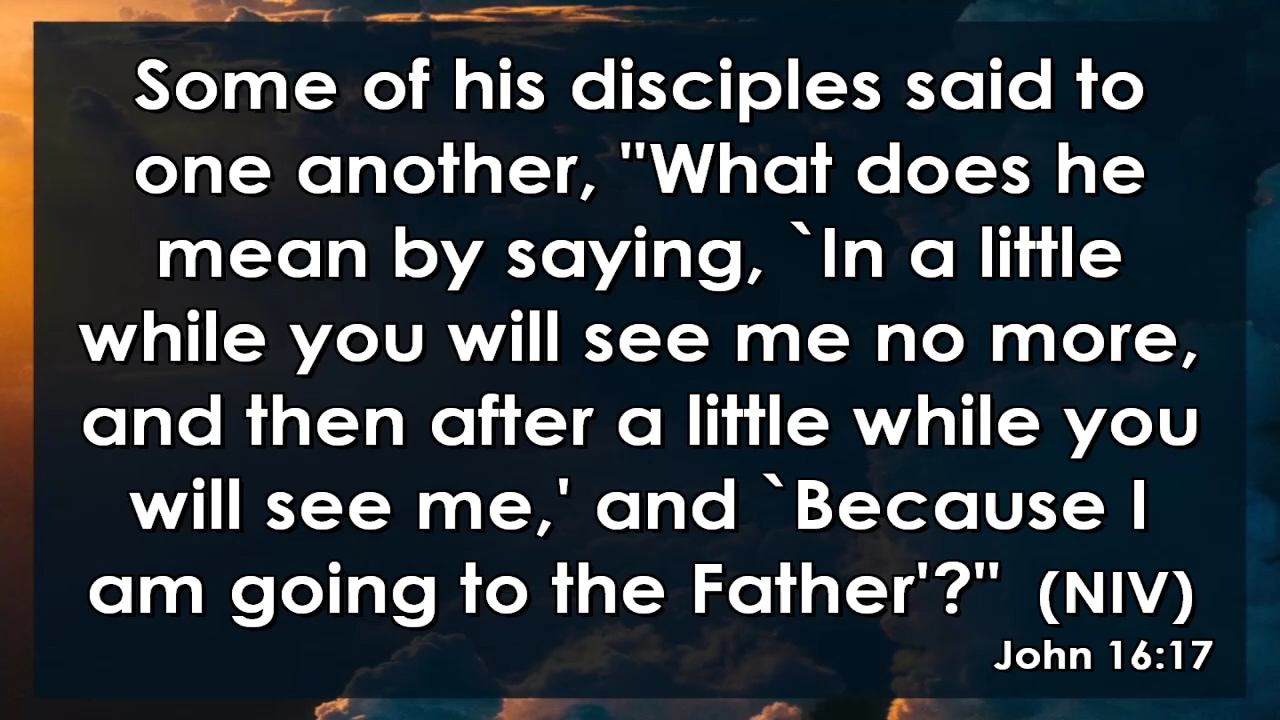 Some of his disciples said to
one another, "What does he
mean by saying, `In a little
while you will see me no more,
and then after a little while you
will see me,' and `Because I
am going to the Father'?" (NIV)
John 16:17